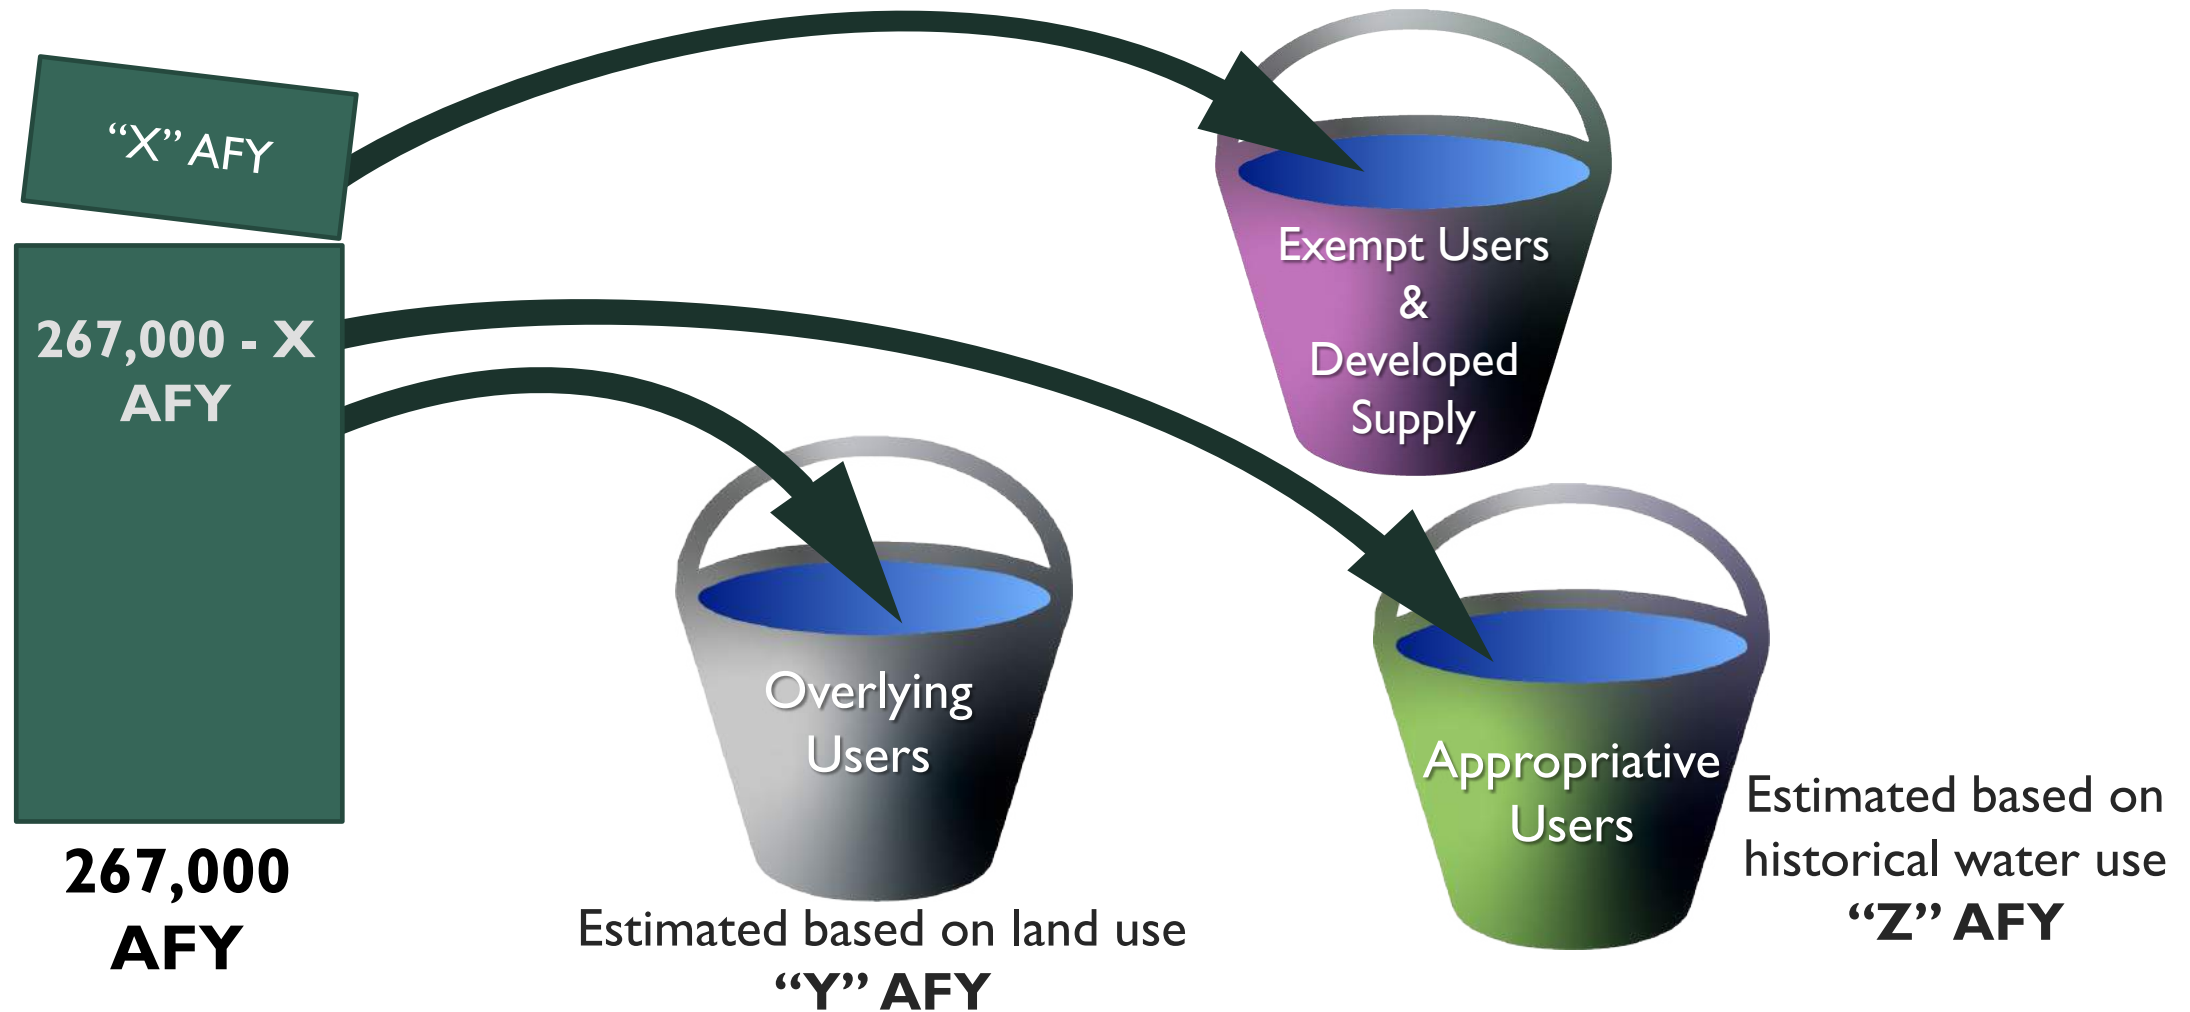 “X” AFY
267,000 - X
AFY
267,000
AFY
Exempt Users
&
Developed
Supply
Overlying
Users
Estimated based on land use
“Y” AFY
Appropriative
Users
Estimated based on
historical water use
“Z” AFY